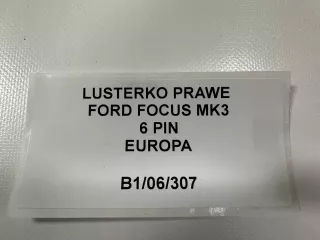 LUSTERKO PRAWE
FORD FOCUS MK3
6 PIN
EUROPA
B1/06/307